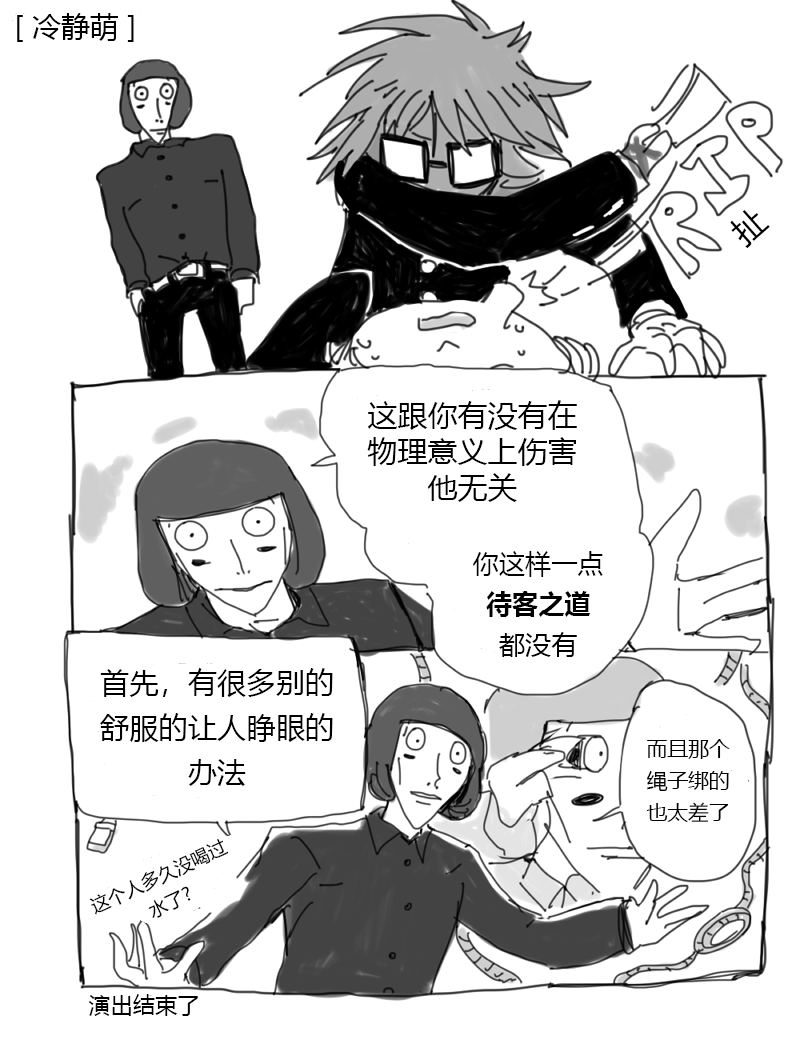 [ 冷静萌 ]
RIP
扯
这跟你有没有在
物理意义上伤害
他无关
你这样一点
待客之道
都没有
首先，有很多别的
舒服的让人睁眼的
办法
而且那个
绳子绑的
也太差了
这个人多久没喝过
水了？
演出结束了